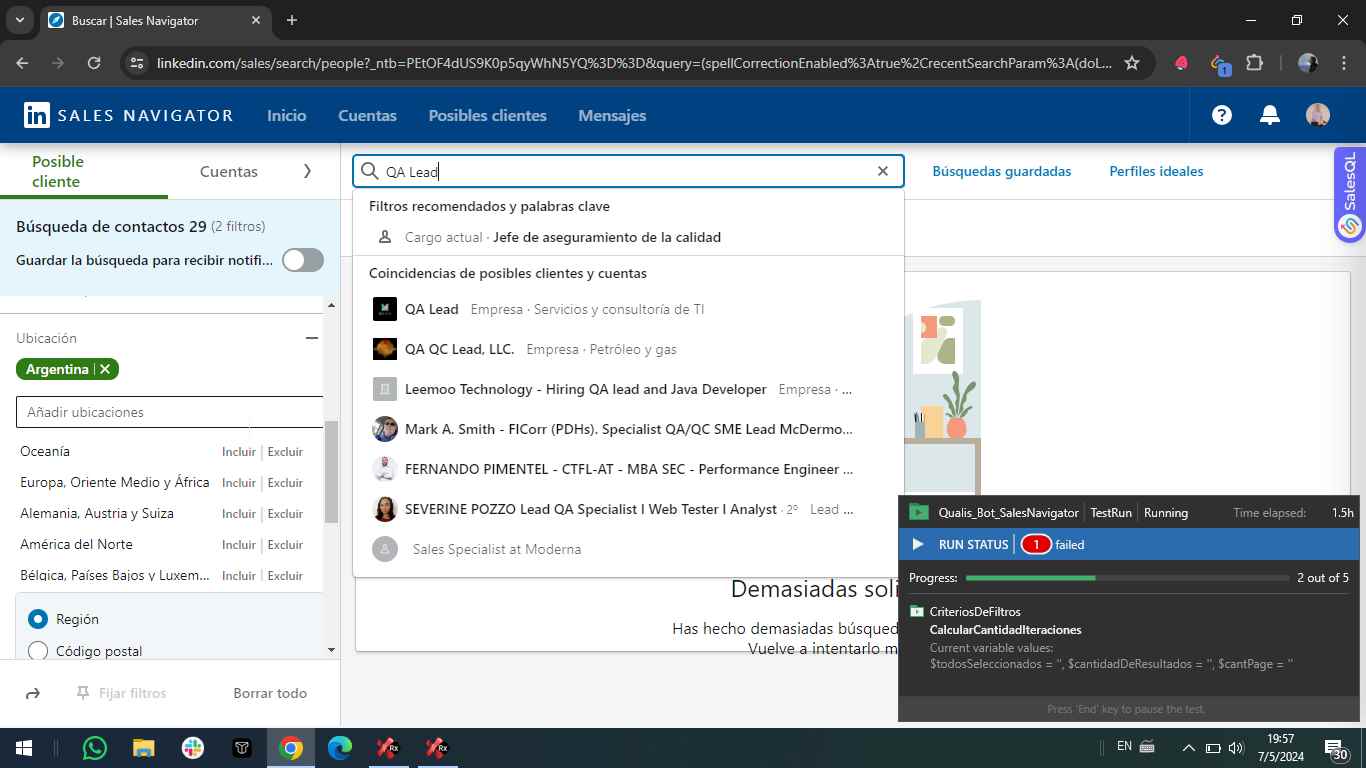 Buscar | Sales Navigator
linkedin.com/sales/search/people?_ntb=PEtOF4dUS9K0p5qyWhN5YQ%3D%3D&query=(spellCorrectionEnabled%3Atrue%2CrecentSearchParam%3A(doL...
1
in SALES NAVIGATOR Inicio Cuentas Posibles clientes Mensajes
Posible cliente
Cuentas
QA Lead
Búsquedas guardadas
Perfiles ideales
SalesQL
Búsqueda de contactos 29 (2 filtros)
Guardar la búsqueda para recibir notifi...
Ubicación
Argentina
Añadir ubicaciones
Oceanía Incluir Excluir
Europa, Oriente Medio y África Incluir Excluir
Alemania, Austria y Suiza Incluir Excluir
América del Norte Incluir Excluir
Bélgica, Países Bajos y Luxem... Incluir Excluir
Región
Código postal
Fijar filtros
Borrar todo
Filtros recomendados y palabras clave
Cargo actual · Jefe de aseguramiento de la calidad
Coincidencias de posibles clientes y cuentas
QA Lead Empresa · Servicios y consultoría de TI
QA QC Lead, LLC. Empresa · Petróleo y gas
Leemoo Technology - Hiring QA lead and Java Developer Empresa · ...
Mark A. Smith - FICorr (PDHs). Specialist QA/QC SME Lead McDermo...
FERNANDO PIMENTEL - CTFL-AT - MBA SEC - Performance Engineer ...
SEVERINE POZZO Lead QA Specialist I Web Tester I Analyst · 2º Lead ...
Sales Specialist at Moderna
Demasiadas soli
Has hecho demasiadas búsqued
Vuelve a intentarlo m
Qualis_Bot_SalesNavigator TestRun Running Time elapsed: 1.5h
RUN STATUS 1 failed
Progress: 2 out of 5
CriteriosDeFiltros
CalcularCantidadIteraciones
Current variable values:
$todosSeleccionados = '', $cantidadDeResultados = '', $cantPage = ''
Press 'End' key to pause the test.
Rx
Rx
EN
19:57
7/5/2024
30